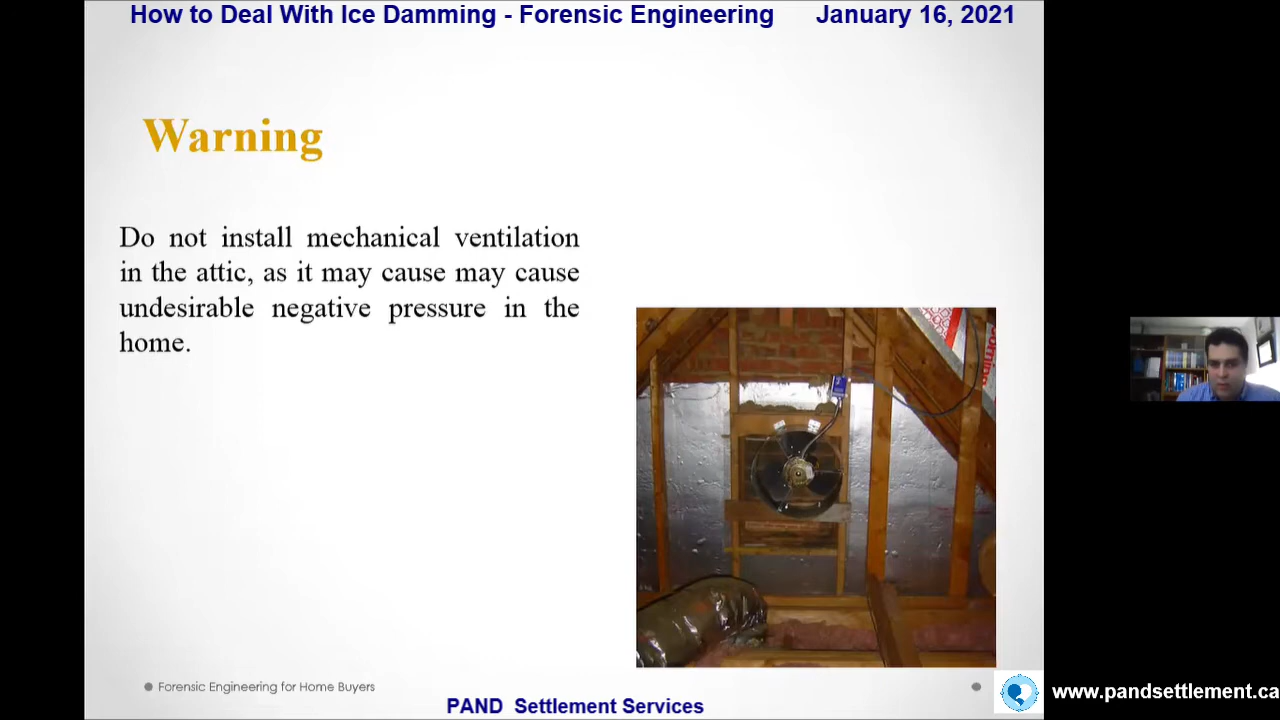 How to Deal With Ice Damming - Forensic Engineering January 16, 2021
Warning
Do not install mechanical ventilation
in the attic, as it may cause may cause
undesirable negative pressure in the
home.
Forensic Engineering for Home Buyers
PAND Settlement Services
www.pandsettlement.ca